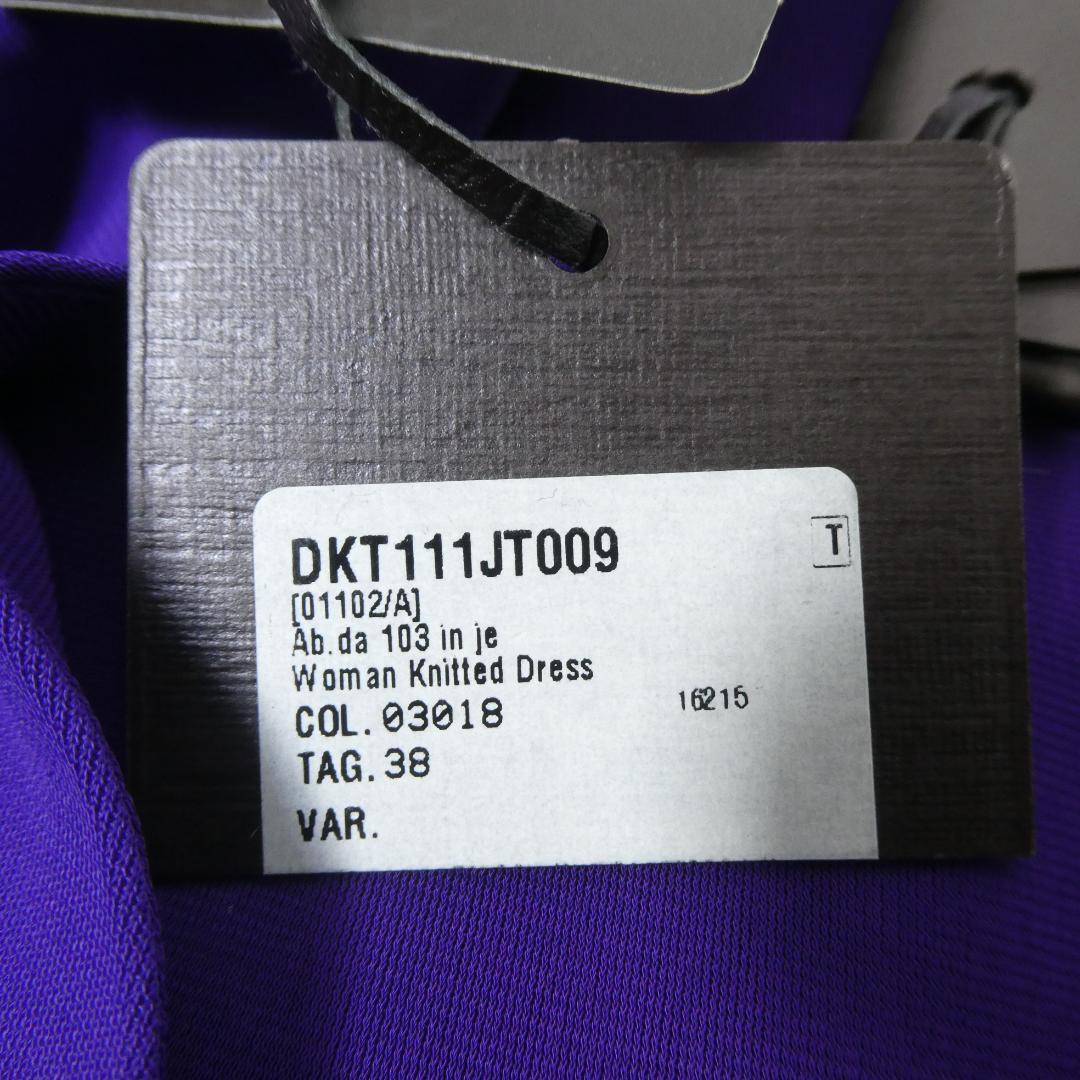 DKT111JT009
T
[01102/A]
Ab.da 103 in je
Woman Knitted Dress
COL. 03018
16215
TAG. 38
VAR.